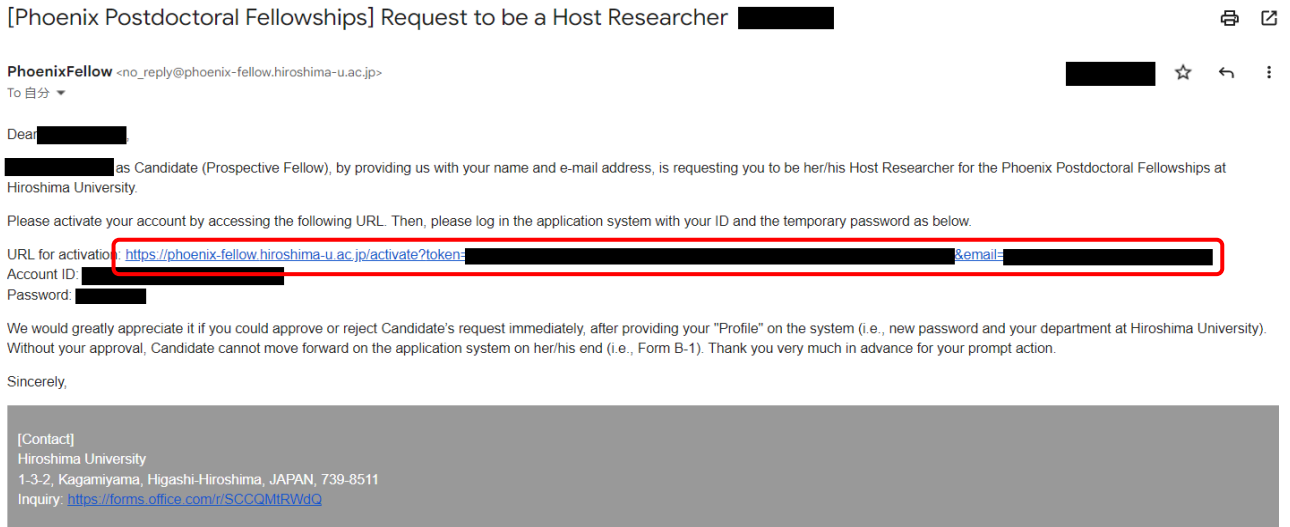 [Phoenix Postdoctoral Fellowships] Request to be a Host Researcher
PhoenixFellow <no_reply@phoenix-fellow.hiroshima-u.ac.jp>
To 自分
Dear ,
as Candidate (Prospective Fellow), by providing us with your name and e-mail address, is requesting you to be her/his Host Researcher for the Phoenix Postdoctoral Fellowships at
Hiroshima University.
Please activate your account by accessing the following URL. Then, please log in the application system with your ID and the temporary password as below.
URL for activation: https://phoenix-fellow.hiroshima-u.ac.jp/activate?token= &email=
Account ID:
Password:
We would greatly appreciate it if you could approve or reject Candidate's request immediately, after providing your "Profile" on the system (i.e., new password and your department at Hiroshima University).
Without your approval, Candidate cannot move forward on the application system on her/his end (i.e., Form B-1). Thank you very much in advance for your prompt action.
Sincerely,
[Contact]
Hiroshima University
1-3-2, Kagamiyama, Higashi-Hiroshima, JAPAN, 739-8511
Inquiry: https://forms.office.com/r/SCCQMtRWdQ